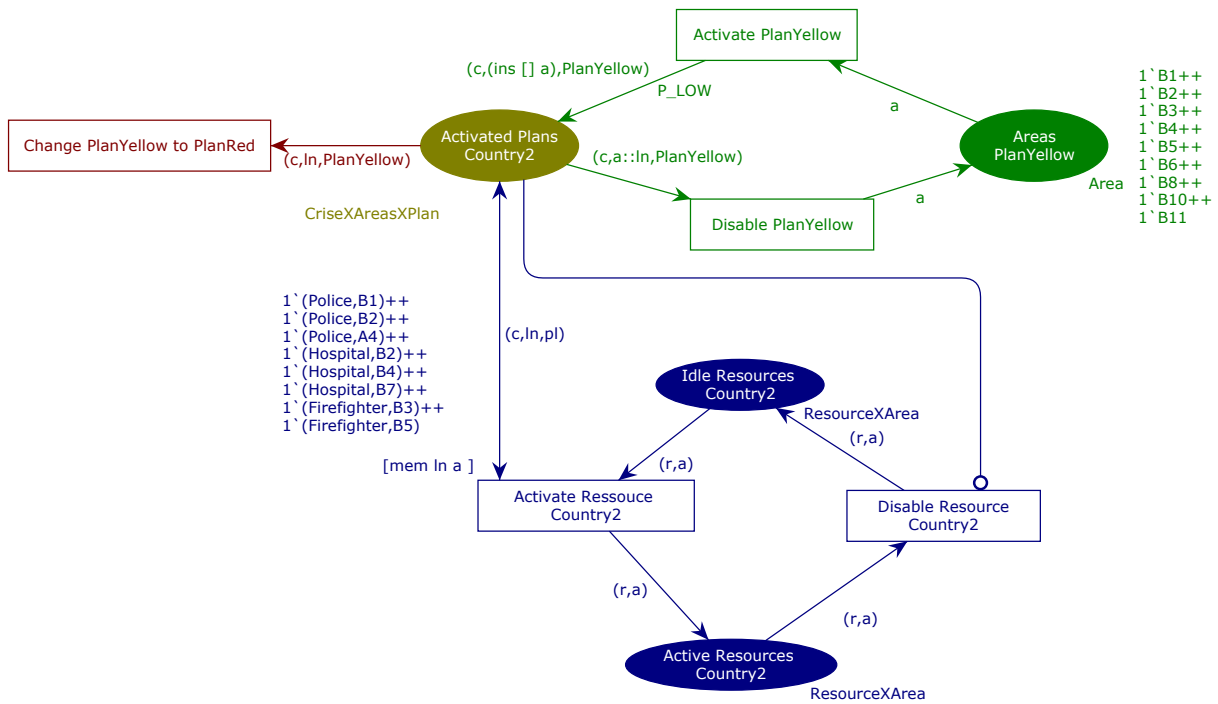 Activate PlanYellow
(c,(ins [] a),PlanYellow)
P_LOW
a
1`B1++
1`B2++
1`B3++
1`B4++
1`B5++
1`B6++
1`B8++
1`B10++
1`B11
Change PlanYellow to PlanRed
(c,ln,PlanYellow)
Activated Plans
Country2
(c,a::ln,PlanYellow)
Areas
PlanYellow
Area
a
CriseXAreasXPlan
Disable PlanYellow
1`(Police,B1)++
1`(Police,B2)++
1`(Police,A4)++
1`(Hospital,B2)++
1`(Hospital,B4)++
1`(Hospital,B7)++
1`(Firefighter,B3)++
1`(Firefighter,B5)
(c,ln,pl)
Idle Resources
Country2
ResourceXArea
(r,a)
[mem ln a ]
(r,a)
Activate Ressouce
Country2
Disable Resource
Country2
(r,a)
(r,a)
Active Resources
Country2
ResourceXArea